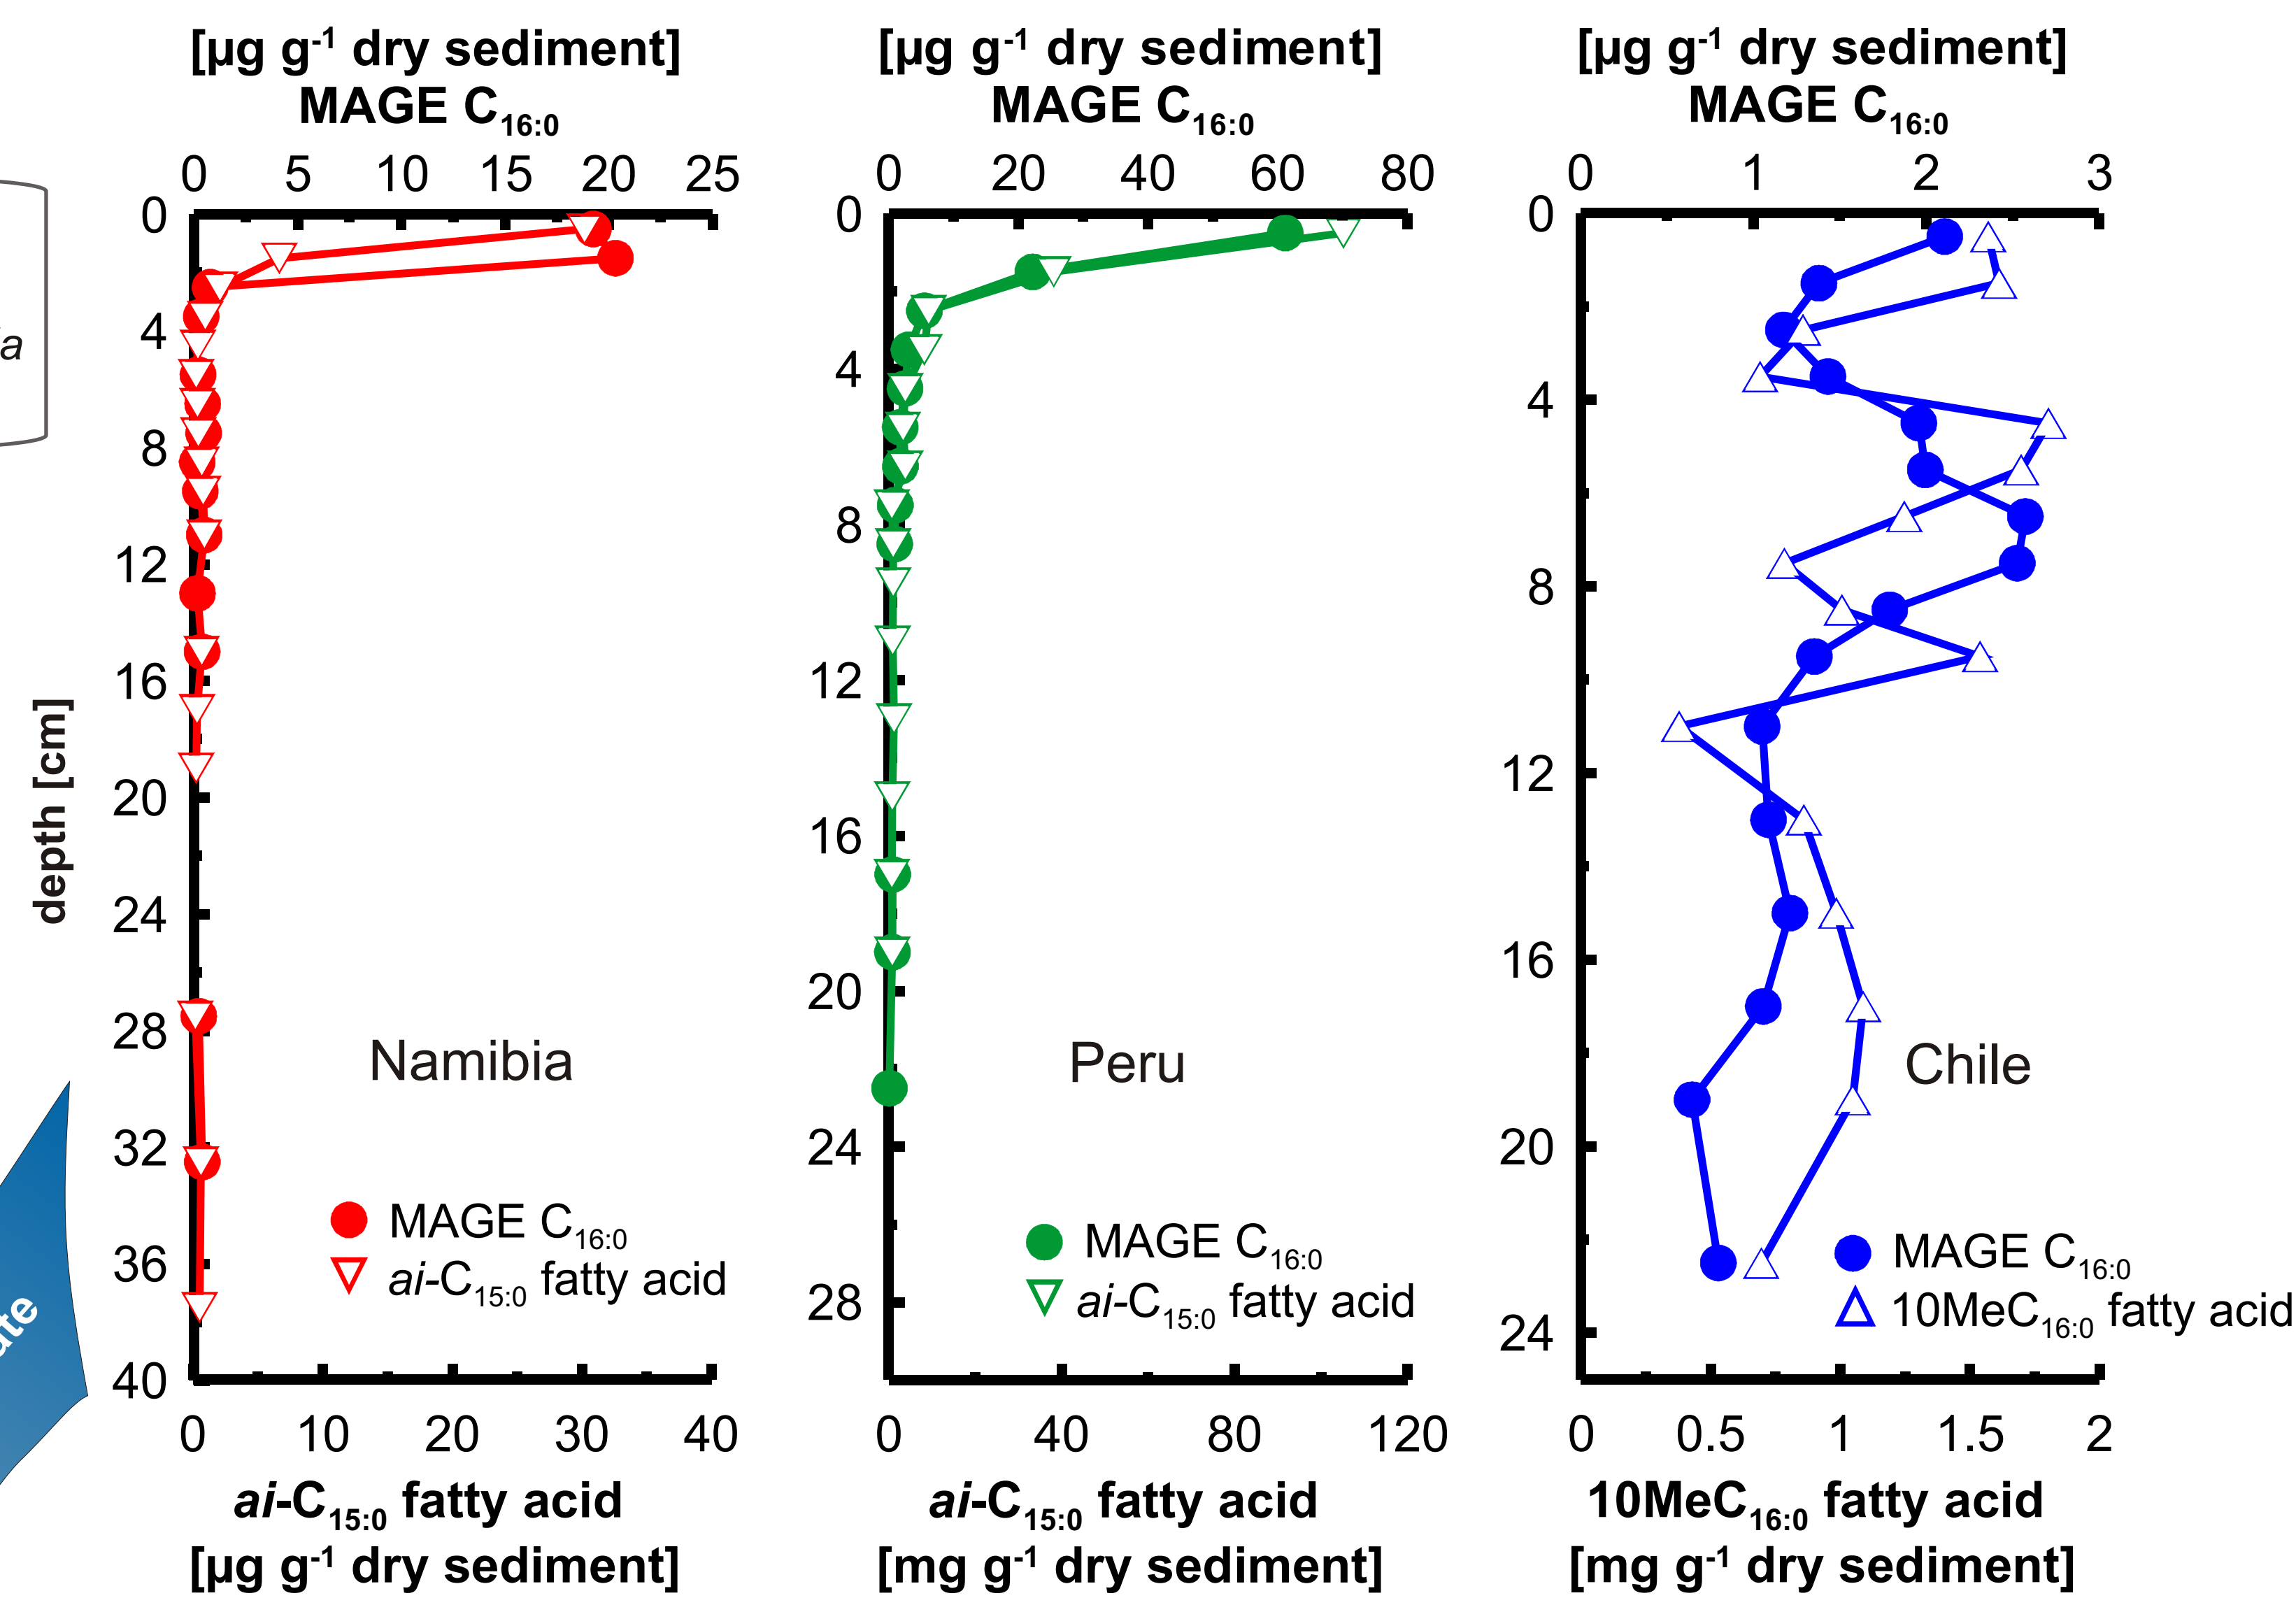 [µg g-1 dry sediment]
MAGE C16:0
0 5 10 15 20 25
0
4
8
12
16
20
24
28
32
36
40
depth [cm]
Namibia
MAGE C16:0
ai-C15:0 fatty acid
0 10 20 30 40
ai-C15:0 fatty acid
[µg g-1 dry sediment]
[µg g-1 dry sediment]
MAGE C16:0
0 20 40 60 80
0
4
8
12
16
20
24
28
Peru
MAGE C16:0
ai-C15:0 fatty acid
0 40 80 120
ai-C15:0 fatty acid
[mg g-1 dry sediment]
[µg g-1 dry sediment]
MAGE C16:0
0 1 2 3
0
4
8
12
16
20
24
Chile
MAGE C16:0
10MeC16:0 fatty acid
0 0.5 1 1.5 2
10MeC16:0 fatty acid
[mg g-1 dry sediment]